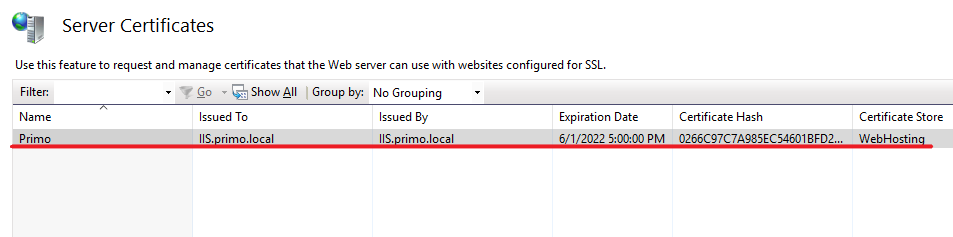 Server Certificates
Use this feature to request and manage certificates that the Web server can use with websites configured for SSL.
Filter: Go Show All Group by: No Grouping
Name Issued To Issued By Expiration Date Certificate Hash Certificate Store
Primo IIS.primo.local IIS.primo.local 6/1/2022 5:00:00 PM 0266C97C7A985EC54601BFD2... WebHosting